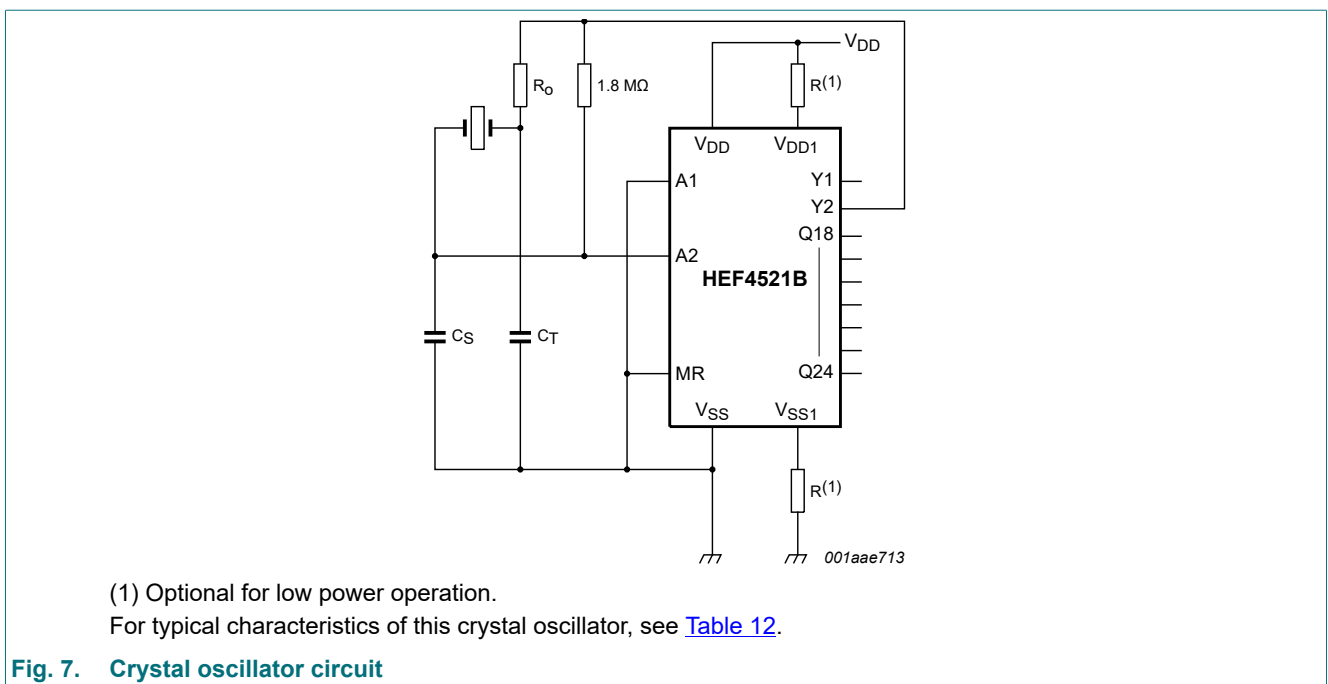 V_DD
R_o
1.8 MΩ
R(1)
V_DD
V_DD1
A1
Y1
Y2
Q18
A2
HEF4521B
C_S
C_T
MR
Q24
V_SS
V_SS1
R(1)
001aae713
(1) Optional for low power operation.
For typical characteristics of this crystal oscillator, see Table 12.
Fig. 7. Crystal oscillator circuit